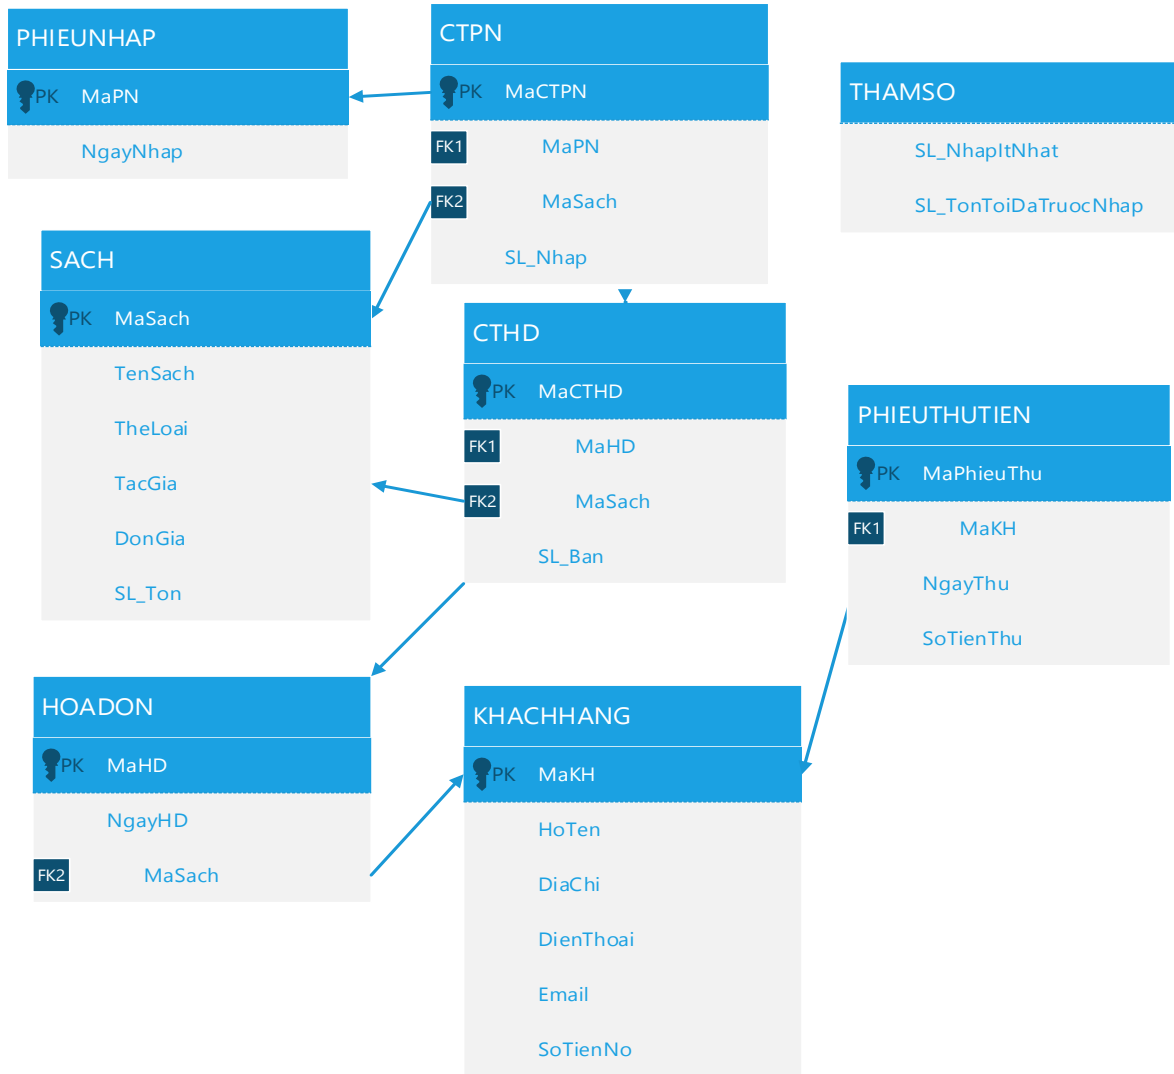 PHIEUNHAP
PK MaPN
NgayNhap
CTPN
PK MaCTPN
FK1 MaPN
FK2 MaSach
SL_Nhap
THAMSO
SL_NhapItNhat
SL_TonToiDaTruocNhap
SACH
PK MaSach
TenSach
TheLoai
TacGia
DonGia
SL_Ton
CTHD
PK MaCTHD
FK1 MaHD
FK2 MaSach
SL_Ban
PHIEUTHUTIEN
PK MaPhieuThu
FK1 MaKH
NgayThu
SoTienThu
HOADON
PK MaHD
NgayHD
FK2 MaSach
KHACHHANG
PK MaKH
HoTen
DiaChi
DienThoai
Email
SoTienNo